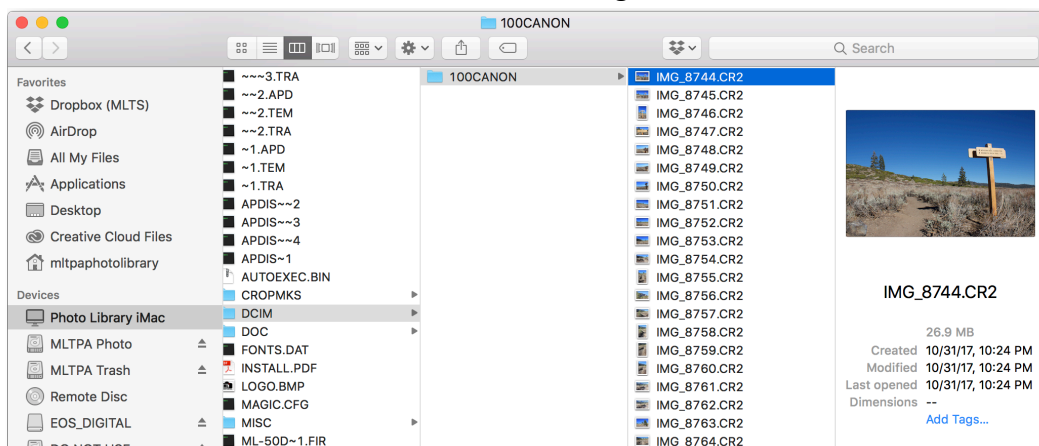 100CANON
Search
Favorites
Dropbox (MLTS)
AirDrop
All My Files
Applications
Desktop
Creative Cloud Files
mltpaphotolibrary
Devices
Photo Library iMac
MLTPA Photo
MLTPA Trash
Remote Disc
EOS_DIGITAL
DO NOT USE
~~~3.TRA
~~2.APD
~~2.TEM
~~2.TRA
~1.APD
~1.TEM
~1.TRA
APDIS~~2
APDIS~~3
APDIS~~4
APDIS~1
AUTOEXEC.BIN
CROPMKS
DCIM
DOC
FONTS.DAT
INSTALL.PDF
LOGO.BMP
MAGIC.CFG
MISC
ML-50D~1.FIR
100CANON
IMG_8744.CR2
IMG_8745.CR2
IMG_8746.CR2
IMG_8747.CR2
IMG_8748.CR2
IMG_8749.CR2
IMG_8750.CR2
IMG_8751.CR2
IMG_8752.CR2
IMG_8753.CR2
IMG_8754.CR2
IMG_8755.CR2
IMG_8756.CR2
IMG_8757.CR2
IMG_8758.CR2
IMG_8759.CR2
IMG_8760.CR2
IMG_8761.CR2
IMG_8762.CR2
IMG_8763.CR2
IMG_8764.CR2
IMG_8744.CR2
26.9 MB
Created 10/31/17, 10:24 PM
Modified 10/31/17, 10:24 PM
Last opened 10/31/17, 10:24 PM
Dimensions --
Add Tags...